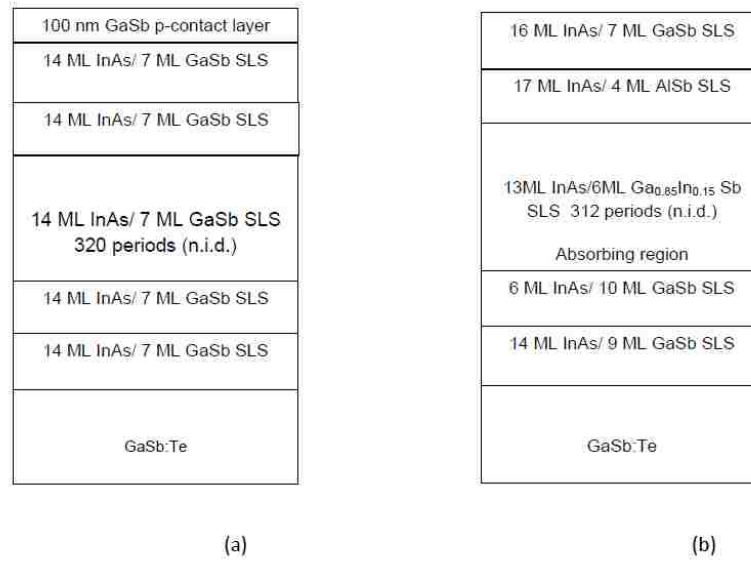 100 nm GaSb p-contact layer
14 ML InAs/ 7 ML GaSb SLS
14 ML InAs/ 7 ML GaSb SLS
14 ML InAs/ 7 ML GaSb SLS
320 periods (n.i.d.)
14 ML InAs/ 7 ML GaSb SLS
14 ML InAs/ 7 ML GaSb SLS
GaSb:Te
(a)
16 ML InAs/ 7 ML GaSb SLS
17 ML InAs/ 4 ML AlSb SLS
13ML InAs/6ML Ga₀.₈₅In₀.₁₅ Sb
SLS 312 periods (n.i.d.)
Absorbing region
6 ML InAs/ 10 ML GaSb SLS
14 ML InAs/ 9 ML GaSb SLS
GaSb:Te
(b)